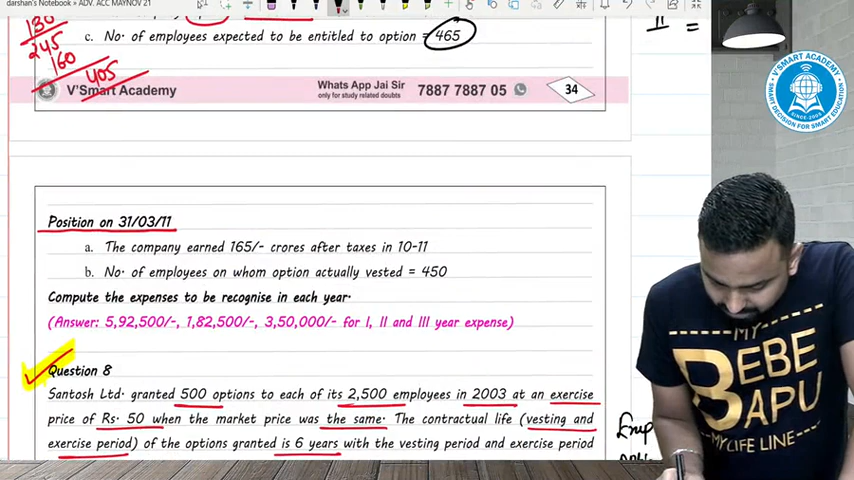 darshan's Notebook » ADV. ACC MAYNOV 21
130
245
160
405
c. No. of employees expected to be entitled to option = 465
II =
V'Smart Academy
Whats App Jai Sir
only for study related doubts
7887 7887 05
34
V'SMART ACADEMY
SMART DECISION FOR SMART EDUCATION
SINCE-2005
Position on 31/03/11
a. The company earned 165/- crores after taxes in 10-11
b. No. of employees on whom option actually vested = 450
Compute the expenses to be recognise in each year.
(Answer: 5,92,500/-, 1,82,500/-, 3,50,000/- for I, II and III year expense)
Question 8
Santosh Ltd. granted 500 options to each of its 2,500 employees in 2003 at an exercise
price of Rs. 50 when the market price was the same. The contractual life (vesting and
exercise period) of the options granted is 6 years with the vesting period and exercise period
MY
BEBE
BAPU
MY LIFE LINE